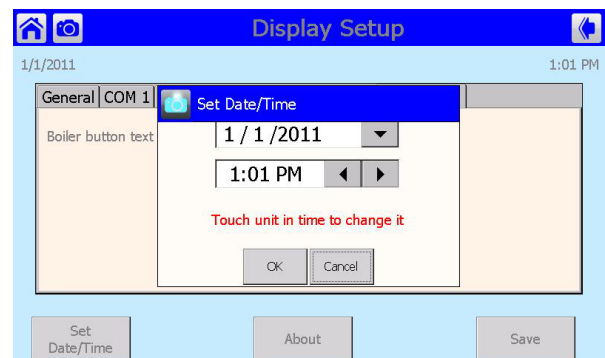 Display Setup
1/1/2011 1:01 PM
General COM 1
Set Date/Time
Boiler button text
1 / 1 /2011
1:01 PM
Touch unit in time to change it
OK Cancel
Set
Date/Time
About
Save